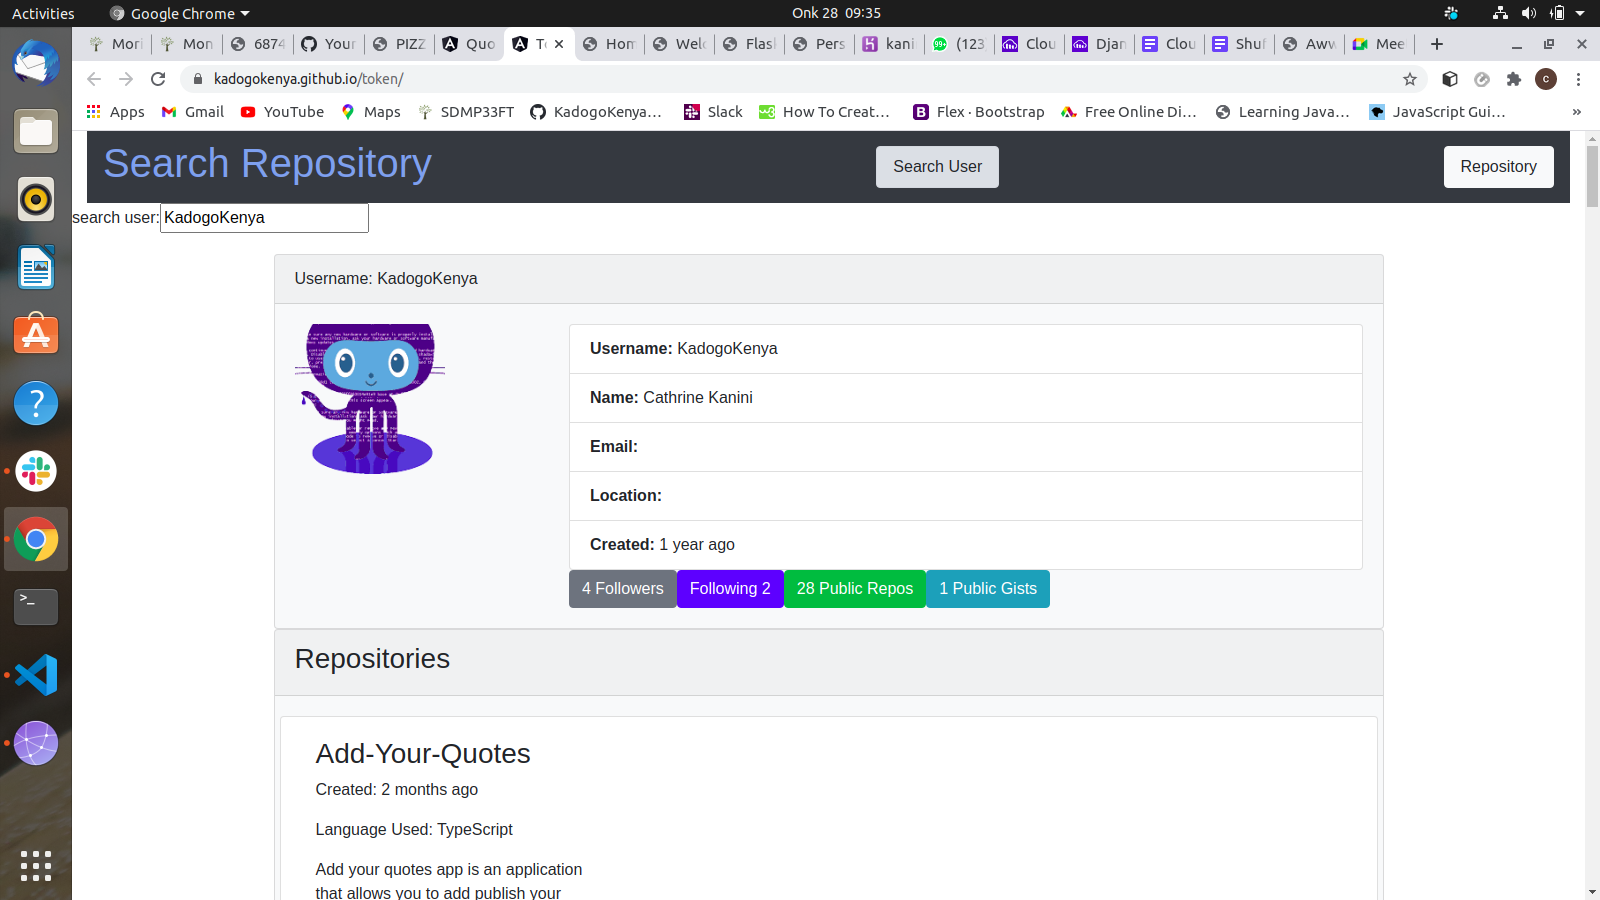 Activities
Google Chrome
Onk 28 09:35
Mori
Mon
6874
Your
PIZZ
Quo
To
Hom
Welc
Flash
Pers
kani
(123
Clou
Djan
Clou
Shuf
Aww
Mee
kadogokenya.github.io/token/
C
Apps
Gmail
YouTube
Maps
SDMP33FT
KadogoKenya...
Slack
How To Creat...
Flex · Bootstrap
Free Online Di...
Learning Java...
JavaScript Gui...
»
Search Repository
Search User
Repository
search user:
KadogoKenya
Username: KadogoKenya
Username: KadogoKenya
Name: Cathrine Kanini
Email:
Location:
Created: 1 year ago
4 Followers
Following 2
28 Public Repos
1 Public Gists
Repositories
Add-Your-Quotes
Created: 2 months ago
Language Used: TypeScript
Add your quotes app is an application
that allows you to add publish your